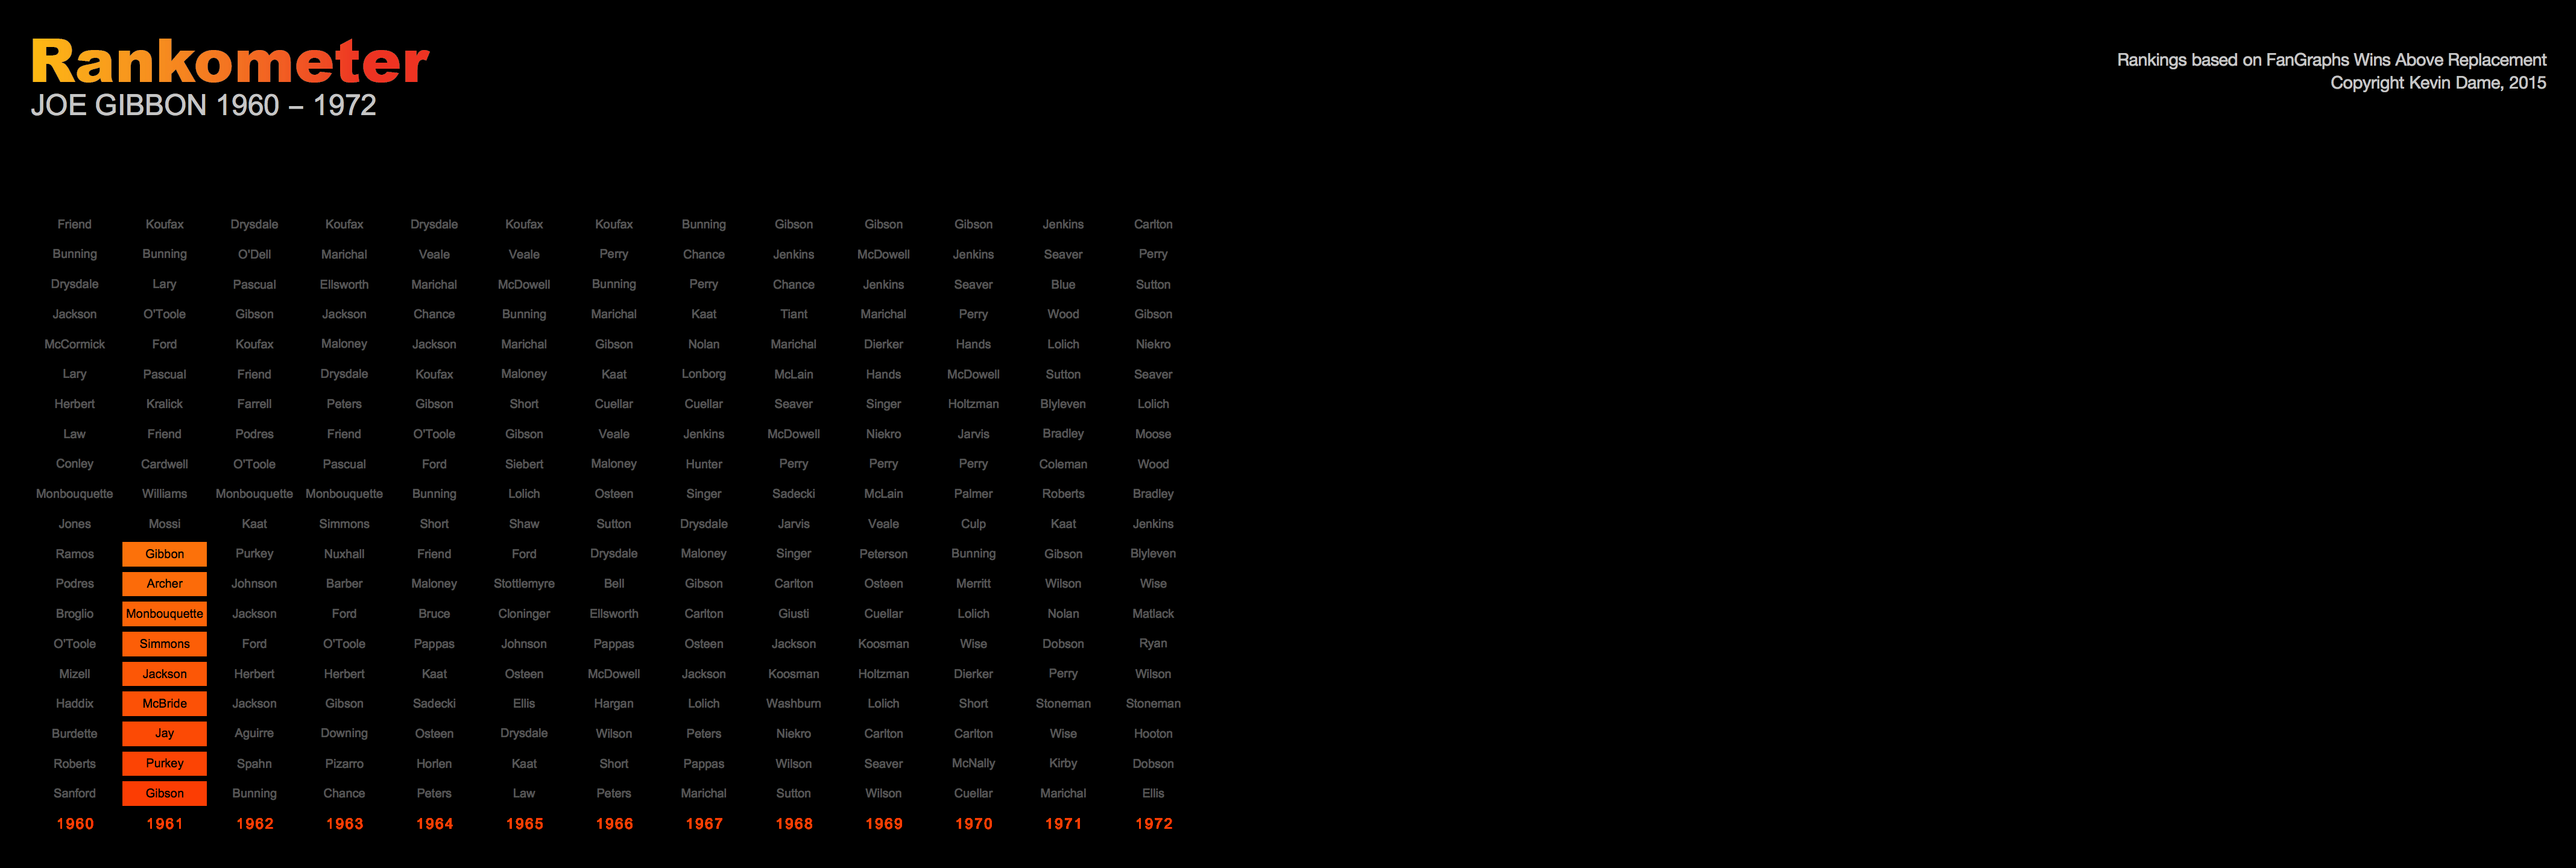 Rankometer
JOE GIBBON 1960 – 1972
Rankings based on FanGraphs Wins Above Replacement
Copyright Kevin Dame, 2015
Friend Koufax Drysdale Koufax Drysdale Koufax Koufax Bunning Gibson Gibson Gibson Jenkins Carlton
Bunning Bunning O'Dell Marichal Veale Veale Perry Chance Jenkins McDowell Jenkins Seaver Perry
Drysdale Lary Pascual Ellsworth Marichal McDowell Bunning Perry Chance Jenkins Seaver Blue Sutton
Jackson O'Toole Gibson Jackson Chance Bunning Marichal Kaat Tiant Marichal Perry Wood Gibson
McCormick Ford Koufax Maloney Jackson Marichal Gibson Nolan Marichal Dierker Hands Lolich Niekro
Lary Pascual Friend Drysdale Koufax Maloney Kaat Lonborg McLain Hands McDowell Sutton Seaver
Herbert Kralick Farrell Peters Gibson Short Cuellar Cuellar Seaver Singer Holtzman Blyleven Lolich
Law Friend Podres Friend O'Toole Gibson Veale Jenkins McDowell Niekro Jarvis Bradley Moose
Conley Cardwell O'Toole Pascual Ford Siebert Maloney Hunter Perry Perry Perry Coleman Wood
Monbouquette Williams Monbouquette Monbouquette Bunning Lolich Osteen Singer Sadecki McLain Palmer Roberts Bradley
Jones Mossi Kaat Simmons Short Shaw Sutton Drysdale Jarvis Veale Culp Kaat Jenkins
Ramos Gibbon Purkey Nuxhall Friend Ford Drysdale Maloney Singer Peterson Bunning Gibson Blyleven
Podres Archer Johnson Barber Maloney Stottlemyre Bell Gibson Carlton Osteen Merritt Wilson Wise
Broglio Monbouquette Jackson Ford Bruce Cloninger Ellsworth Carlton Giusti Cuellar Lolich Nolan Matlack
O'Toole Simmons Ford O'Toole Pappas Johnson Pappas Osteen Jackson Koosman Wise Dobson Ryan
Mizell Jackson Herbert Herbert Kaat Osteen McDowell Jackson Koosman Holtzman Dierker Perry Wilson
Haddix McBride Jackson Gibson Sadecki Ellis Hargan Lolich Washburn Lolich Short Stoneman Stoneman
Burdette Jay Aguirre Downing Osteen Drysdale Wilson Peters Niekro Carlton Carlton Wise Hooton
Roberts Purkey Spahn Pizarro Horlen Kaat Short Pappas Wilson Seaver McNally Kirby Dobson
Sanford Gibson Bunning Chance Peters Law Peters Marichal Sutton Wilson Cuellar Marichal Ellis
1960 1961 1962 1963 1964 1965 1966 1967 1968 1969 1970 1971 1972